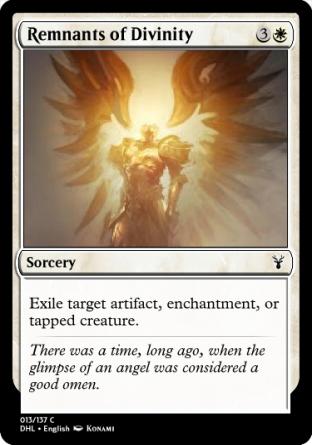 Remnants of Divinity 3
Sorcery
Exile target artifact, enchantment, or
tapped creature.
There was a time, long ago, when the
glimpse of an angel was considered a
good omen.
013/137 C
DHL • English Konami